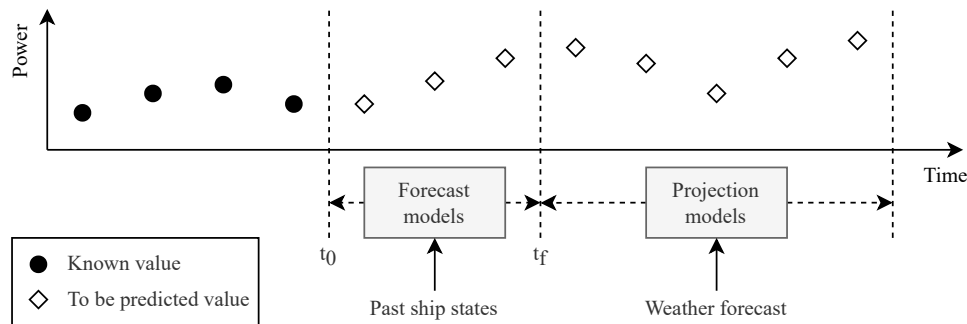 Power
Time
Forecast
models
Projection
models
t0
tf
Known value
To be predicted value
Past ship states
Weather forecast